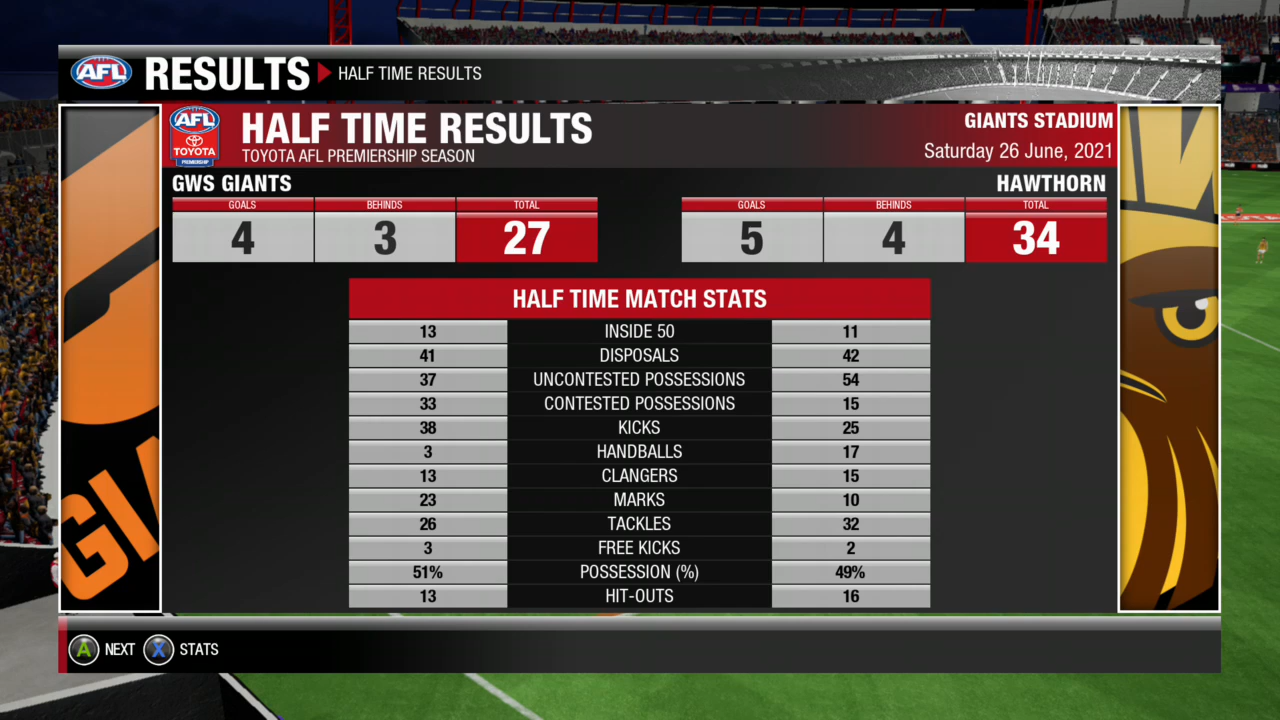 AFL RESULTS HALF TIME RESULTS
AFL
TOYOTA
PREMIERSHIP
HALF TIME RESULTS
TOYOTA AFL PREMIERSHIP SEASON
GIANTS STADIUM
Saturday 26 June, 2021
GWS GIANTS
HAWTHORN
GOALS BEHINDS TOTAL
GOALS BEHINDS TOTAL
4 3 27
5 4 34
HALF TIME MATCH STATS
13 INSIDE 50 11
41 DISPOSALS 42
37 UNCONTESTED POSSESSIONS 54
33 CONTESTED POSSESSIONS 15
38 KICKS 25
3 HANDBALLS 17
13 CLANGERS 15
23 MARKS 10
26 TACKLES 32
3 FREE KICKS 2
51% POSSESSION (%) 49%
13 HIT-OUTS 16
GIA
A NEXT X STATS